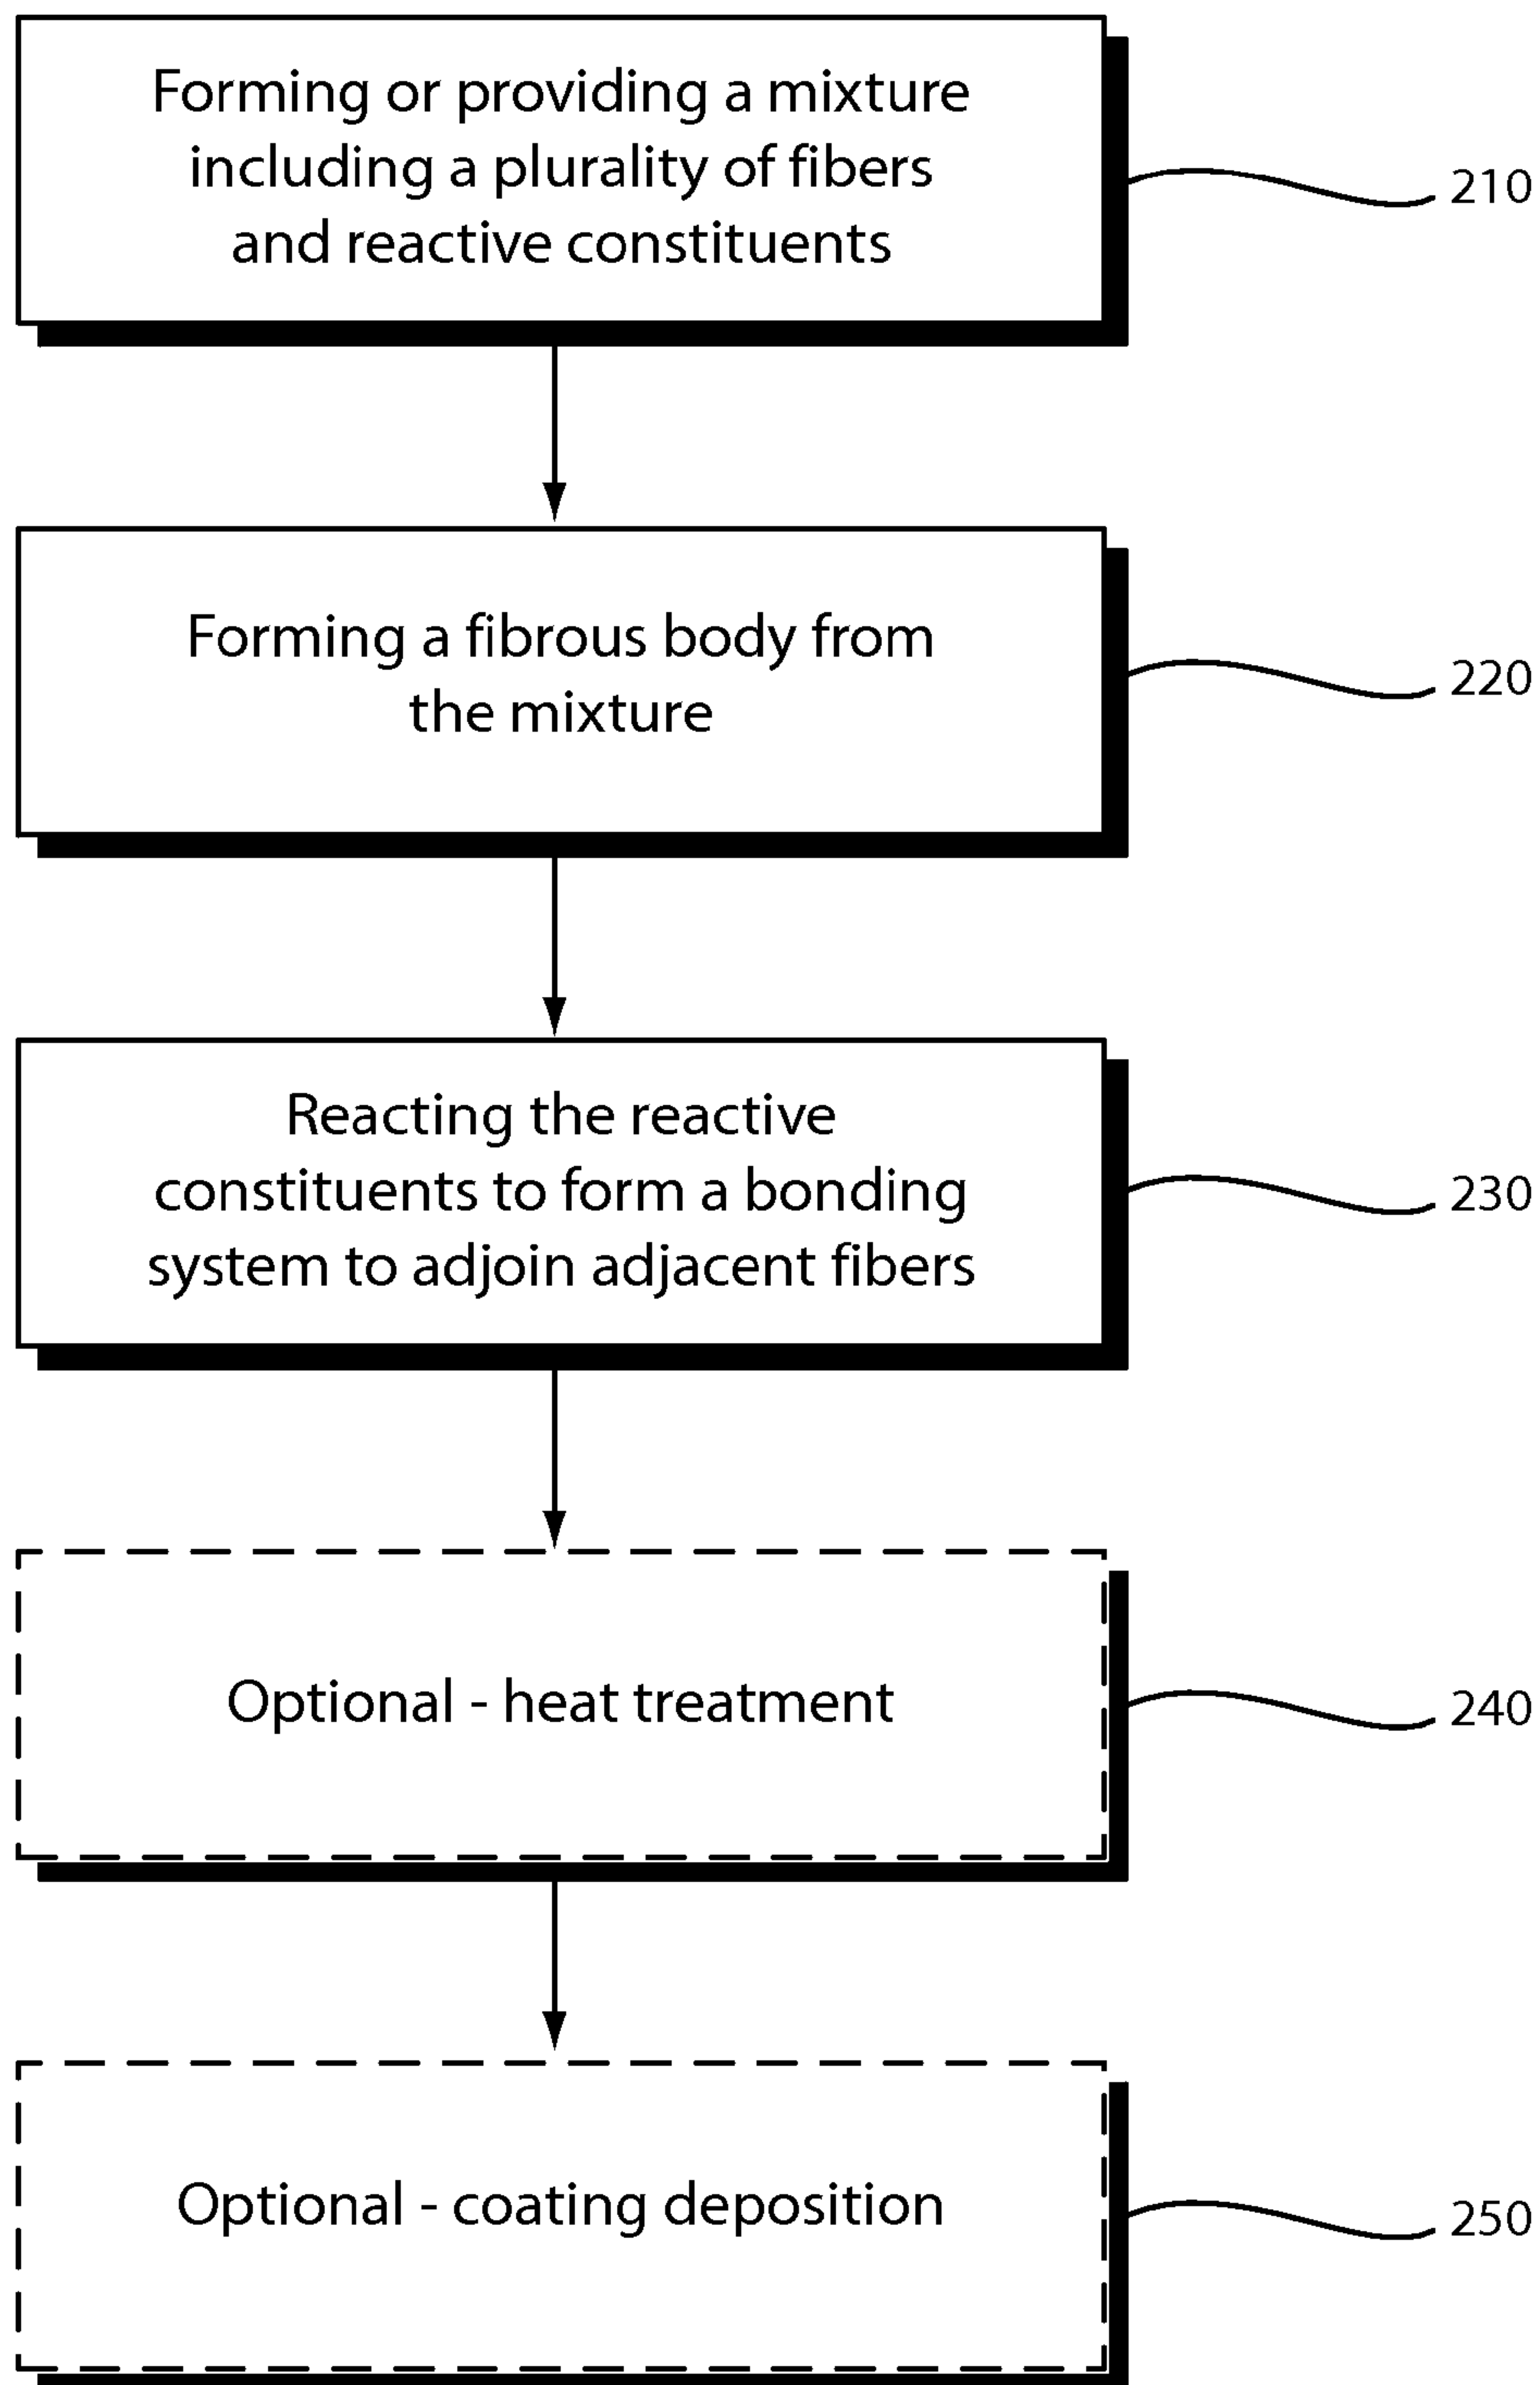 Forming or providing a mixture
including a plurality of fibers
and reactive constituents
210
Forming a fibrous body from
the mixture
220
Reacting the reactive
constituents to form a bonding
system to adjoin adjacent fibers
230
Optional - heat treatment
240
Optional - coating deposition
250